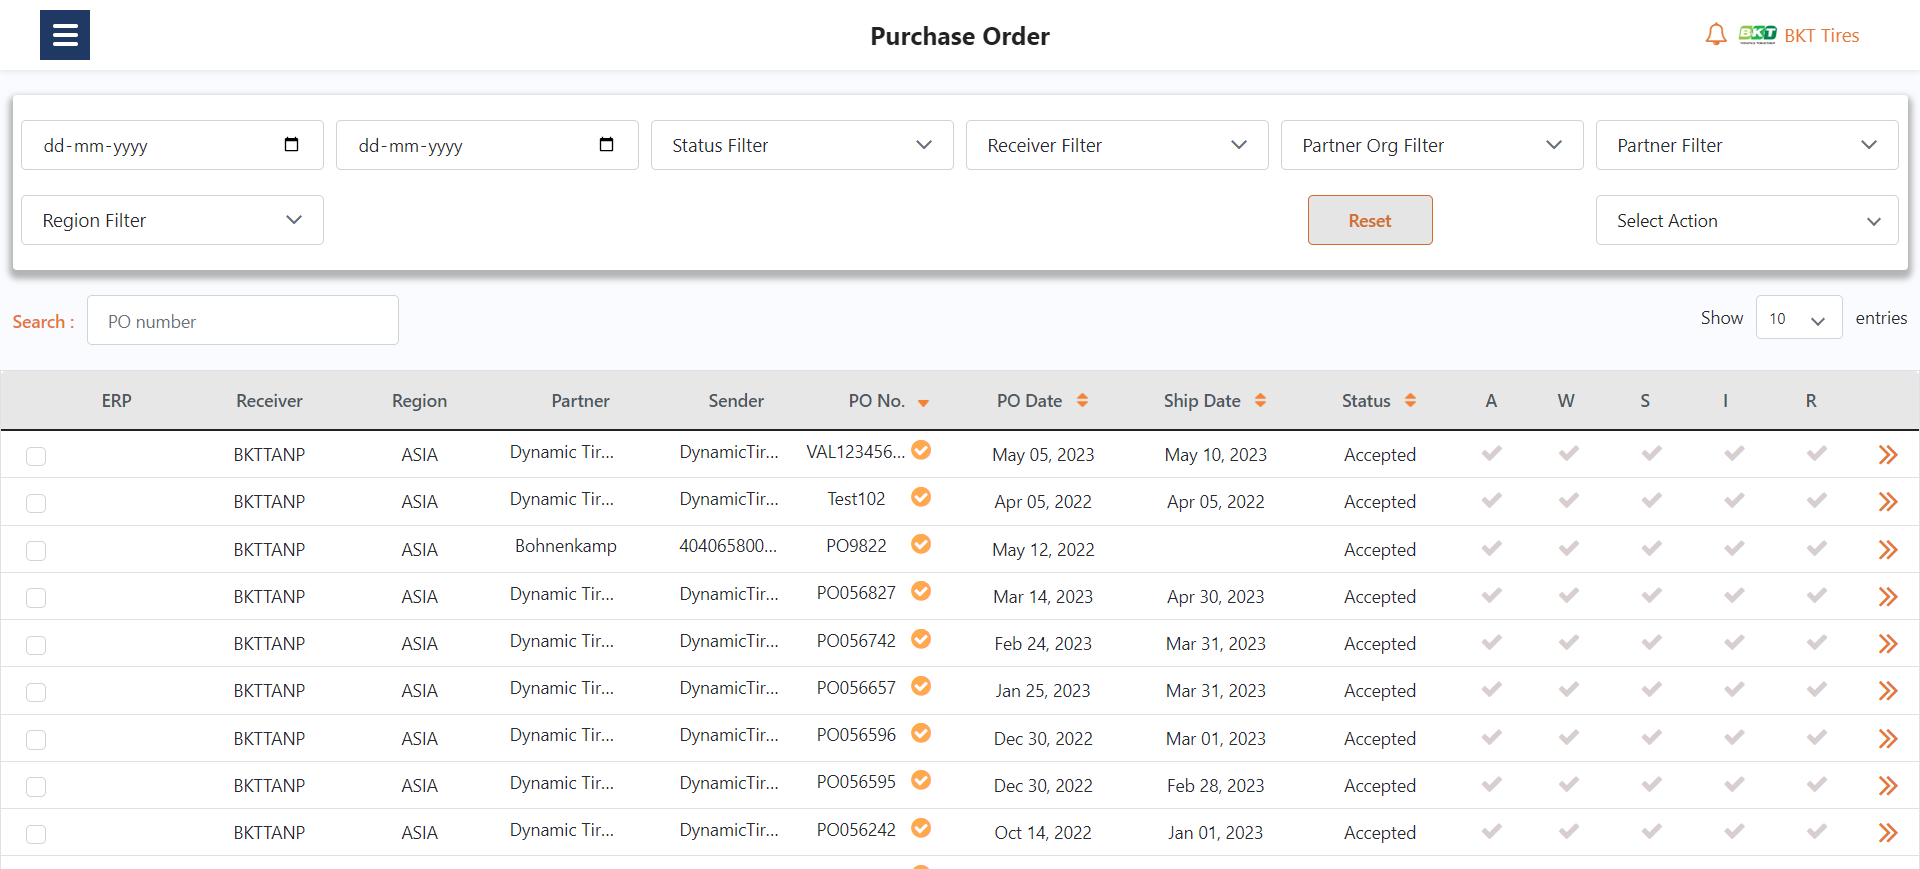 Purchase Order
BKT BKT Tires
dd-mm-yyyy dd-mm-yyyy Status Filter Receiver Filter Partner Org Filter Partner Filter
Region Filter Reset Select Action
Search : PO number Show 10 entries
ERP Receiver Region Partner Sender PO No. PO Date Ship Date Status A W S I R
BKTTANP ASIA Dynamic Tir... DynamicTir... VAL123456... May 05, 2023 May 10, 2023 Accepted
BKTTANP ASIA Dynamic Tir... DynamicTir... Test102 Apr 05, 2022 Apr 05, 2022 Accepted
BKTTANP ASIA Bohnenkamp 404065800... PO9822 May 12, 2022 Accepted
BKTTANP ASIA Dynamic Tir... DynamicTir... PO056827 Mar 14, 2023 Apr 30, 2023 Accepted
BKTTANP ASIA Dynamic Tir... DynamicTir... PO056742 Feb 24, 2023 Mar 31, 2023 Accepted
BKTTANP ASIA Dynamic Tir... DynamicTir... PO056657 Jan 25, 2023 Mar 31, 2023 Accepted
BKTTANP ASIA Dynamic Tir... DynamicTir... PO056596 Dec 30, 2022 Mar 01, 2023 Accepted
BKTTANP ASIA Dynamic Tir... DynamicTir... PO056595 Dec 30, 2022 Feb 28, 2023 Accepted
BKTTANP ASIA Dynamic Tir... DynamicTir... PO056242 Oct 14, 2022 Jan 01, 2023 Accepted